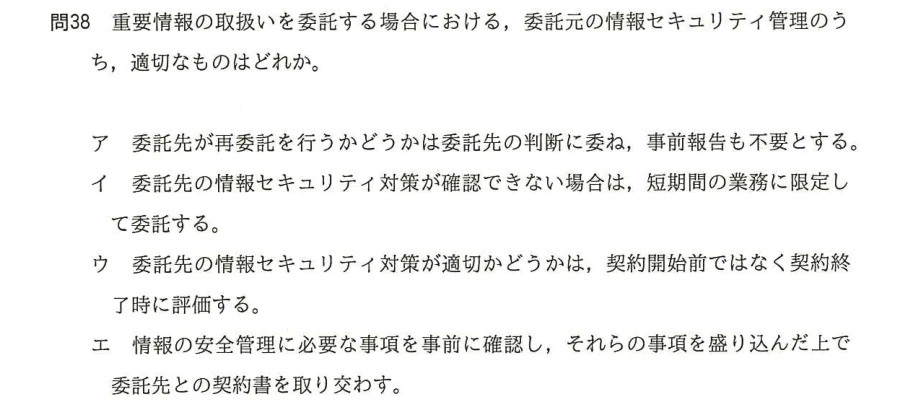 問38　重要情報の取扱いを委託する場合における，委託元の情報セキュリティ管理のう
ち，適切なものはどれか。
ア　委託先が再委託を行うかどうかは委託先の判断に委ね，事前報告も不要とする。
イ　委託先の情報セキュリティ対策が確認できない場合は，短期間の業務に限定し
て委託する。
ウ　委託先の情報セキュリティ対策が適切かどうかは，契約開始前ではなく契約終
了時に評価する。
エ　情報の安全管理に必要な事項を事前に確認し，それらの事項を盛り込んだ上で
委託先との契約書を取り交わす。